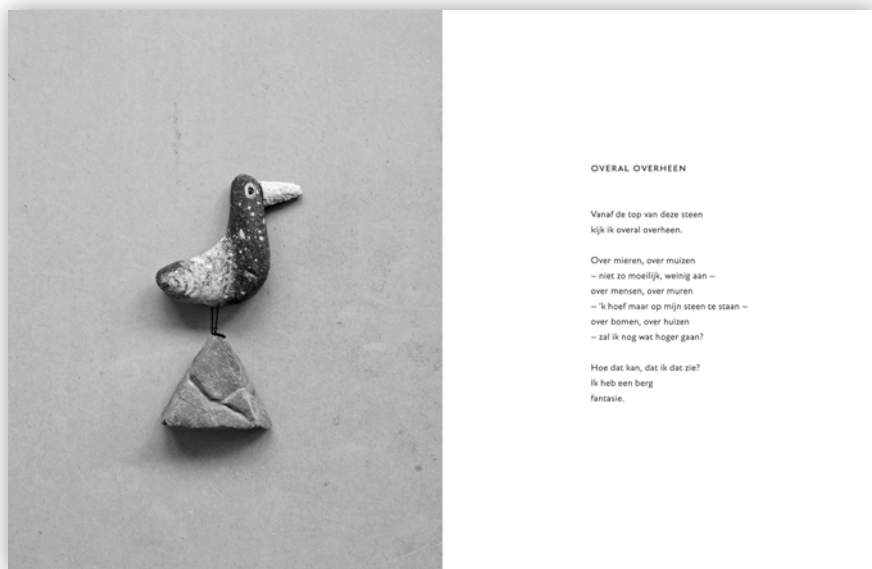 OVERAL OVERHEEN
Vanaf de top van deze steen
kijk ik overal overheen.
Over mieren, over muizen
– niet zo moeilijk, weinig aan –
over mensen, over muren
– 'k hoef maar op mijn steen te staan –
over bomen, over huizen
– zal ik nog wat hoger gaan?
Hoe dat kan, dat ik dat zie?
Ik heb een berg
fantasie.